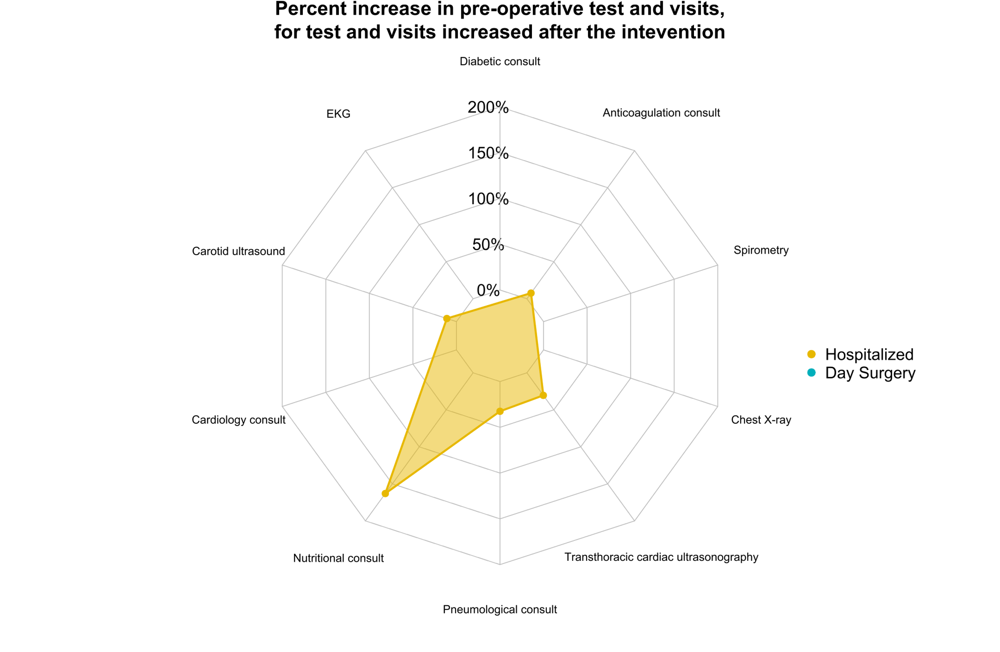 Percent increase in pre-operative test and visits,
for test and visits increased after the intevention
Diabetic consult
EKG
Anticoagulation consult
200%
150%
100%
50%
0%
Carotid ultrasound
Spirometry
Hospitalized
Day Surgery
Cardiology consult
Chest X-ray
Nutritional consult
Transthoracic cardiac ultrasonography
Pneumological consult